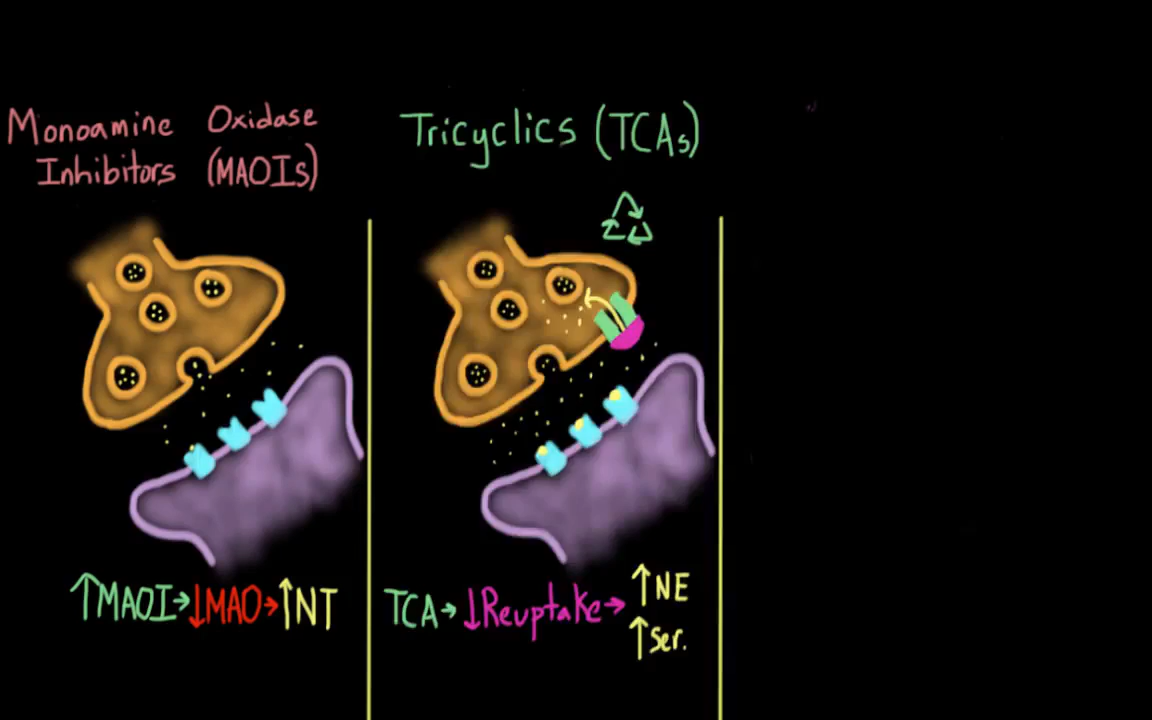 Monoamine Oxidase
Inhibitors (MAOIs)
Tricyclics (TCAs)
↑MAOI→↓MAO→↑NT
TCA→↓Reuptake→↑NE
↑Ser.